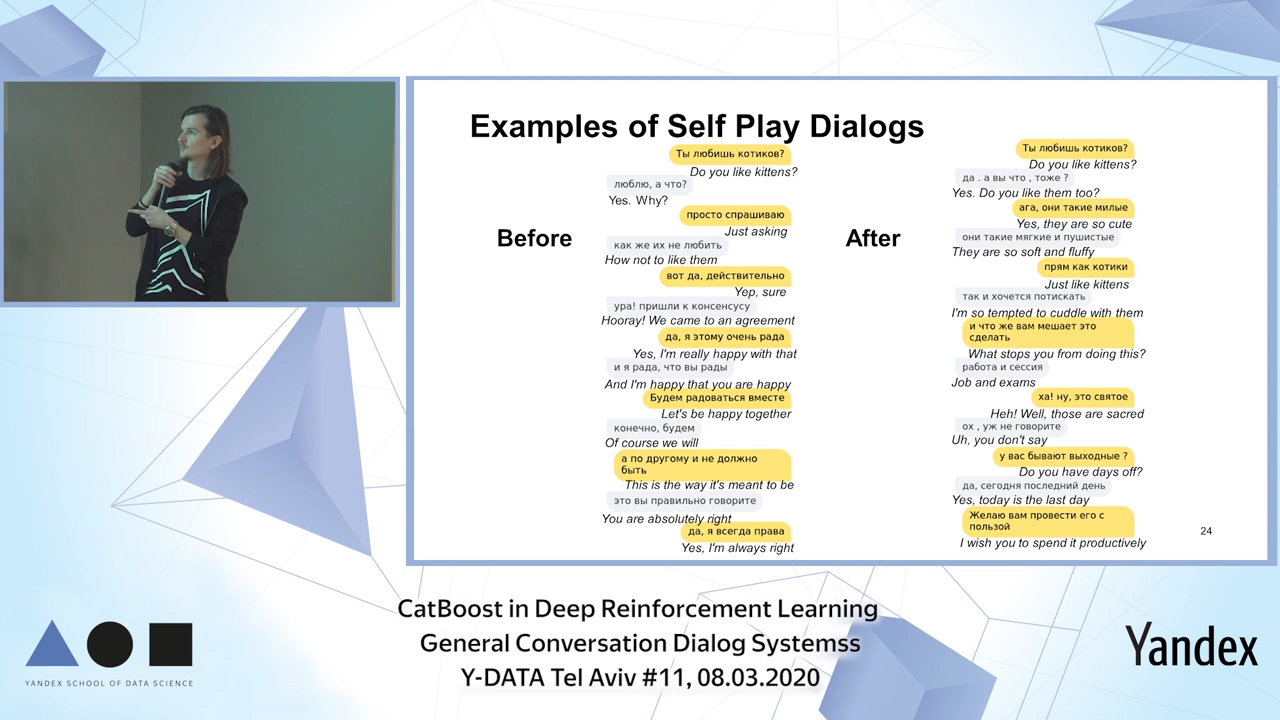 Examples of Self Play Dialogs
Before
Ты любишь котиков?
Do you like kittens?
люблю, а что?
Yes. Why?
просто спрашиваю
Just asking
как же их не любить
How not to like them
вот да, действительно
Yep, sure
ура! пришли к консенсусу
Hooray! We came to an agreement
да, я этому очень рада
Yes, I'm really happy with that
и я рада, что вы рады
And I'm happy that you are happy
Будем радоваться вместе
Let's be happy together
конечно, будем
Of course we will
а по другому и не должно
быть
This is the way it's meant to be
это вы правильно говорите
You are absolutely right
да, я всегда права
Yes, I'm always right
After
Ты любишь котиков?
Do you like kittens?
да . а вы что , тоже ?
Yes. Do you like them too?
ага, они такие милые
Yes, they are so cute
они такие мягкие и пушистые
They are so soft and fluffy
прям как котики
Just like kittens
так и хочется потискать
I'm so tempted to cuddle with them
и что же вам мешает это
сделать
What stops you from doing this?
работа и сессия
Job and exams
ха! ну, это святое
Heh! Well, those are sacred
ох , уж не говорите
Uh, you don't say
у вас бывают выходные ?
Do you have days off?
да, сегодня последний день
Yes, today is the last day
Желаю вам провести его с
пользой
I wish you to spend it productively
24
CatBoost in Deep Reinforcement Learning
General Conversation Dialog Systemss
Y-DATA Tel Aviv #11, 08.03.2020
YANDEX SCHOOL OF DATA SCIENCE
Yandex